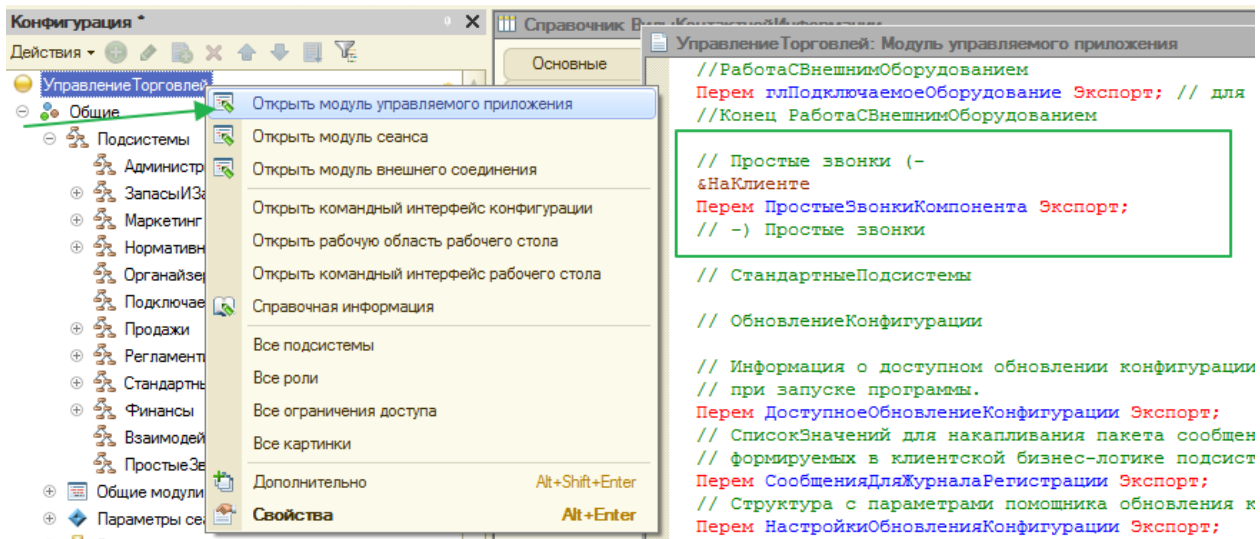 Конфигурация *
Действия
УправлениеТорговлей
Общие
Подсистемы
Администр
ЗапасыИЗа
Маркетинг
Нормативн
Органайзер
Подключае
Продажи
Регламенти
Стандартнь
Финансы
Взаимодей
ПростыеЗв
Общие модули
Параметры се
Открыть модуль управляемого приложения
Открыть модуль сеанса
Открыть модуль внешнего соединения
Открыть командный интерфейс конфигурации
Открыть рабочую область рабочего стола
Открыть командный интерфейс рабочего стола
Справочная информация
Все подсистемы
Все роли
Все ограничения доступа
Все картинки
Дополнительно Alt+Shift+Enter
Свойства Alt+Enter
Справочник ВидыКонтактнойИнформации
Основные
УправлениеТорговлей: Модуль управляемого приложения
//РаботаСВнешнимОборудованием
Перем глПодключаемоеОборудование Экспорт; // для
//Конец РаботаСВнешнимОборудованием
// Простые звонки (-
&НаКлиенте
Перем ПростыеЗвонкиКомпонента Экспорт;
// -) Простые звонки
// СтандартныеПодсистемы
// ОбновлениеКонфигурации
// Информация о доступном обновлении конфигурации
// при запуске программы.
Перем ДоступноеОбновлениеКонфигурации Экспорт;
// СписокЗначений для накапливания пакета сообщен
// формируемых в клиентской бизнес-логике подсист
Перем СообщенияДляЖурналаРегистрации Экспорт;
// Структура с параметрами помощника обновления к
Перем НастройкиОбновленияКонфигурации Экспорт;